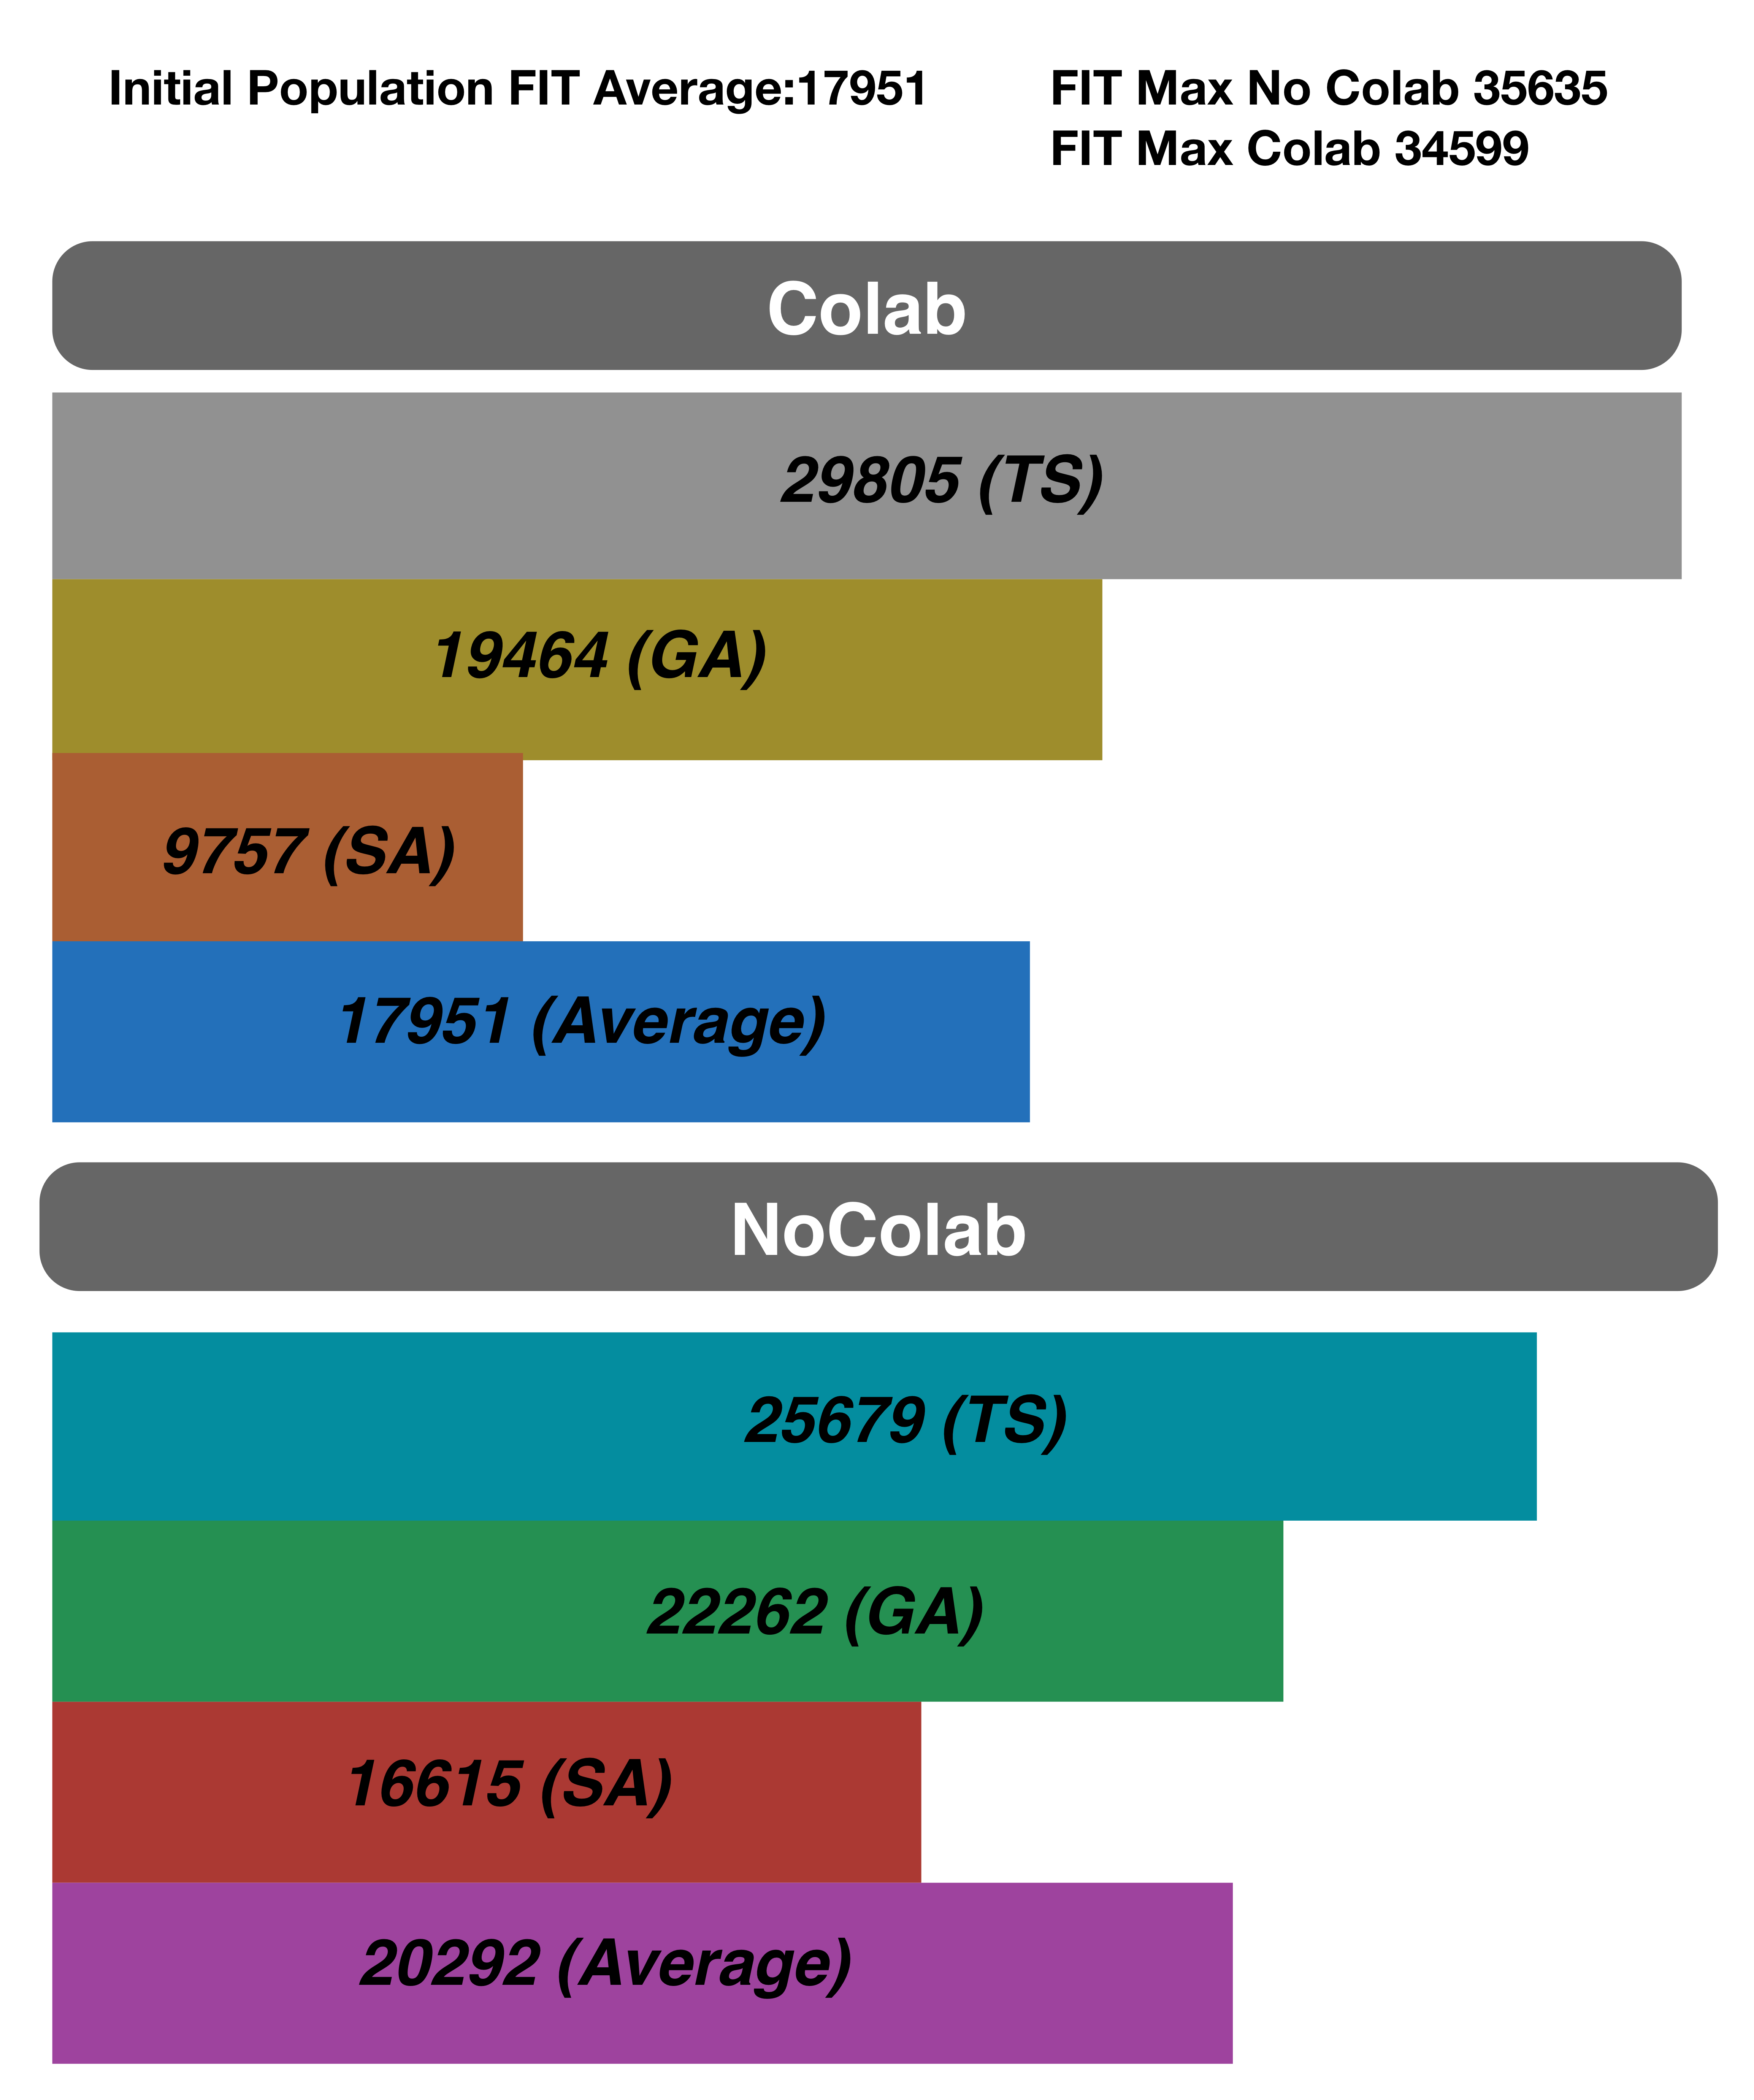 Initial Population FIT Average:17951
FIT Max No Colab 35635
FIT Max Colab 34599
Colab
29805 (TS)
19464 (GA)
9757 (SA)
17951 (Average)
NoColab
25679 (TS)
22262 (GA)
16615 (SA)
20292 (Average)